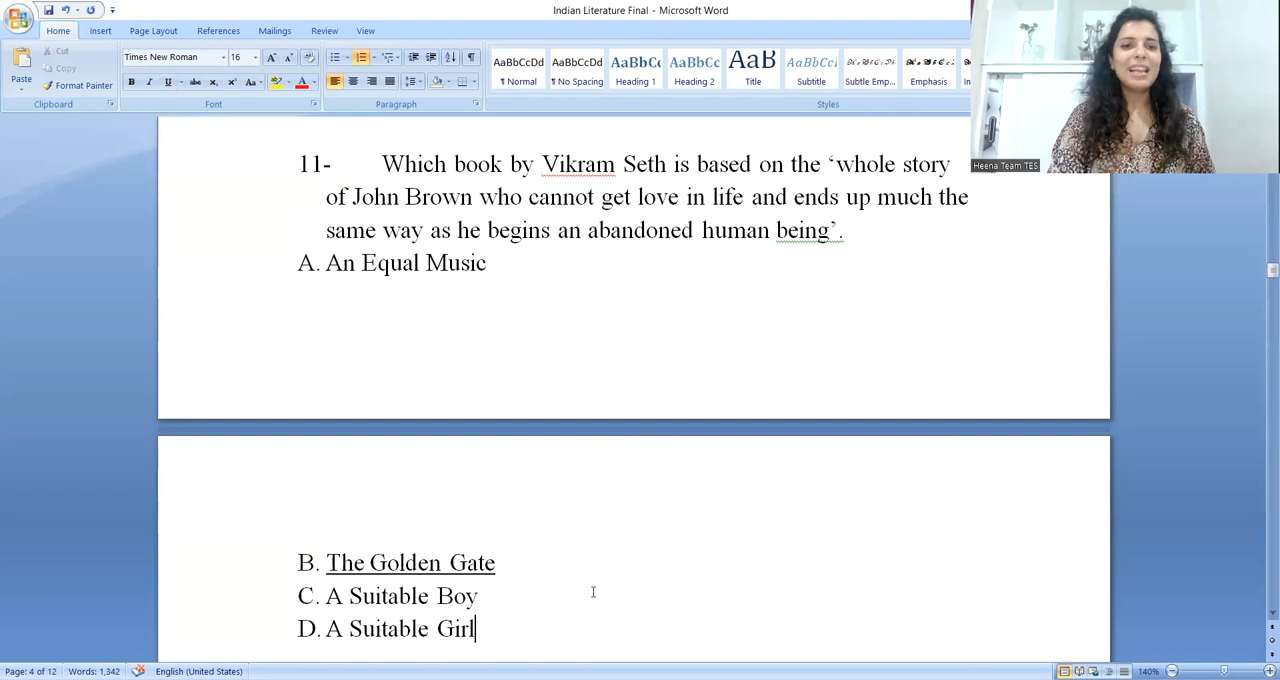 Indian Literature Final - Microsoft Word
Home Insert Page Layout References Mailings Review View
Paste
Cut
Copy
Format Painter
Times New Roman 16
AaBbCcDd AaBbCcDd AaBbCc AaBbCc AaB AaBbCcI
¶ Normal ¶ No Spacing Heading 1 Heading 2 Title Subtitle Subtle Emp... Emphasis In
Clipboard Font Paragraph Styles
Heena Team TES
11- Which book by Vikram Seth is based on the ‘whole story
of John Brown who cannot get love in life and ends up much the
same way as he begins an abandoned human being’.
A. An Equal Music
B. The Golden Gate
C. A Suitable Boy
D. A Suitable Girl
Page: 4 of 12 Words: 1,342 English (United States) 140%